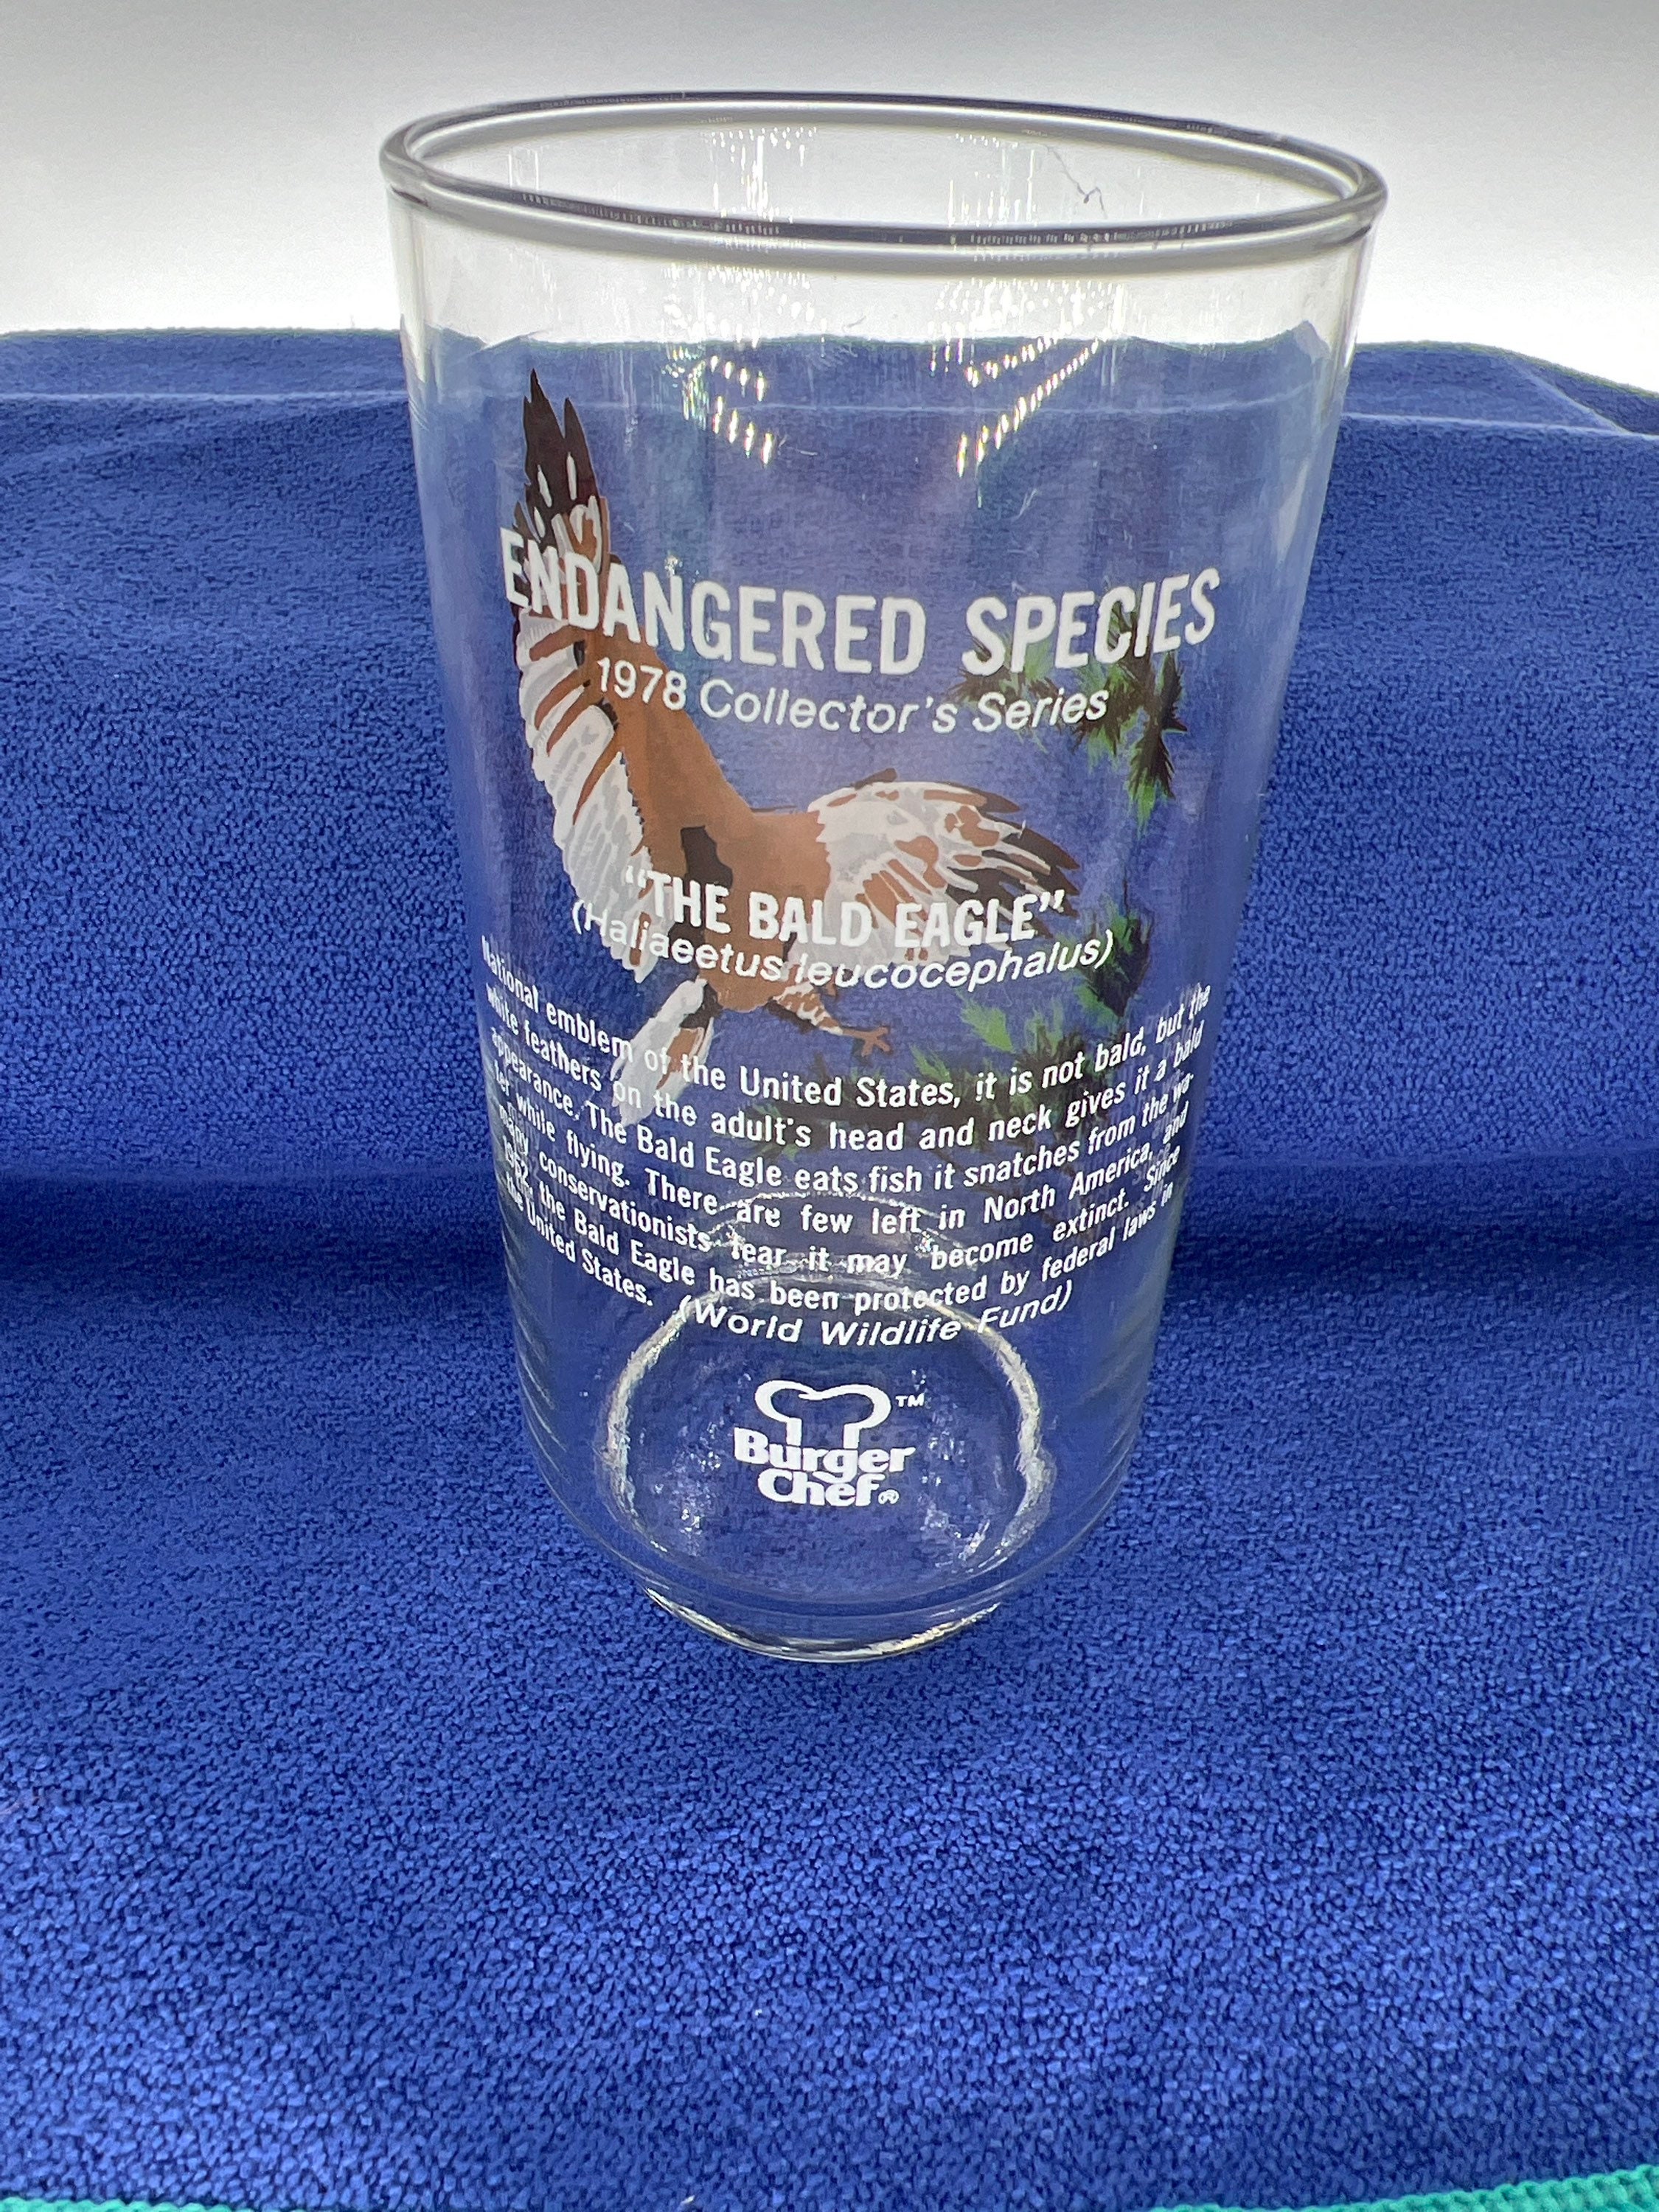 ENDANGERED SPECIES
1978 Collector's Series
"THE BALD EAGLE"
(Haliaeetus leucocephalus)
National emblem of the United States, it is not bald, but the
white feathers on the adult's head and neck gives it a bald
appearance. The Bald Eagle eats fish it snatches from the wa-
ter while flying. There are few left in North America, and
many conservationists fear it may become extinct. Since
1962, the Bald Eagle has been protected by federal laws in
the United States. (World Wildlife Fund)
TM
Burger
Chef®